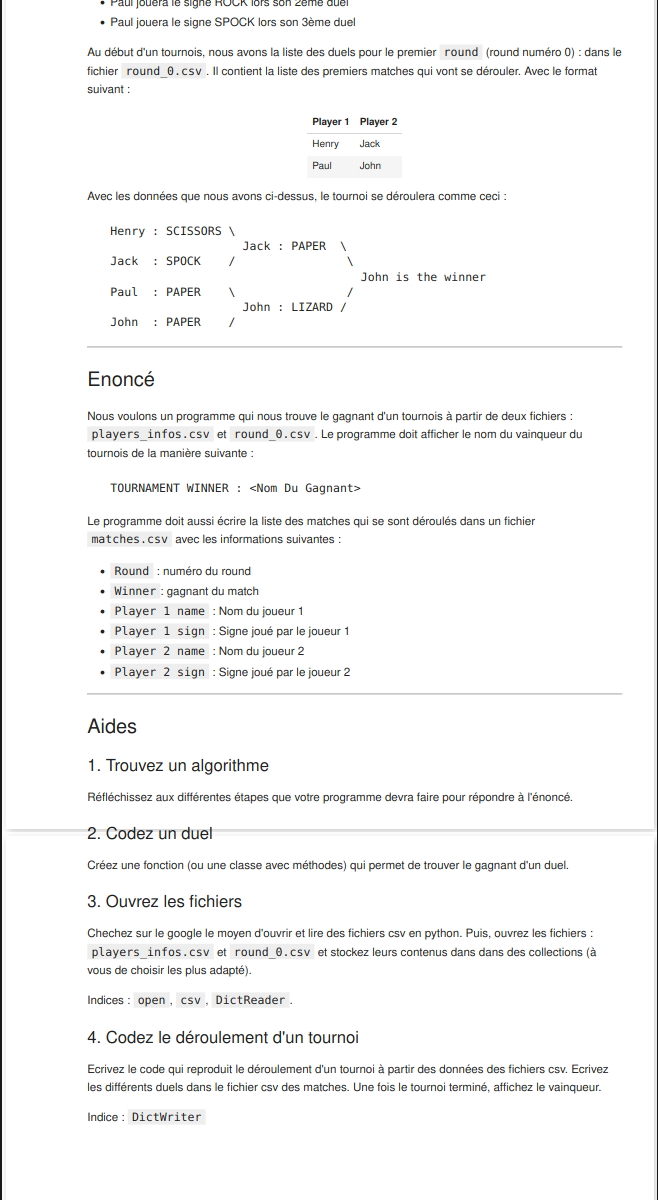 Paul jouera le signe ROCK lors son 2ème duel
Paul jouera le signe SPOCK lors son 3ème duel
Au début d'un tournois, nous avons la liste des duels pour le premier round (round numéro 0) : dans le
fichier round_0.csv . Il contient la liste des premiers matches qui vont se dérouler. Avec le format
suivant :
Player 1 Player 2
Henry Jack
Paul John
Avec les données que nous avons ci-dessus, le tournoi se déroulera comme ceci :
Henry : SCISSORS \
Jack : PAPER \
Jack : SPOCK / \
John is the winner
Paul : PAPER \ /
John : LIZARD /
John : PAPER /
Enoncé
Nous voulons un programme qui nous trouve le gagnant d'un tournois à partir de deux fichiers :
players_infos.csv et round_0.csv . Le programme doit afficher le nom du vainqueur du
tournois de la manière suivante :
TOURNAMENT WINNER : <Nom Du Gagnant>
Le programme doit aussi écrire la liste des matches qui se sont déroulés dans un fichier
matches.csv avec les informations suivantes :
Round : numéro du round
Winner : gagnant du match
Player 1 name : Nom du joueur 1
Player 1 sign : Signe joué par le joueur 1
Player 2 name : Nom du joueur 2
Player 2 sign : Signe joué par le joueur 2
Aides
1. Trouvez un algorithme
Réfléchissez aux différentes étapes que votre programme devra faire pour répondre à l'énoncé.
2. Codez un duel
Créez une fonction (ou une classe avec méthodes) qui permet de trouver le gagnant d'un duel.
3. Ouvrez les fichiers
Chechez sur le google le moyen d'ouvrir et lire des fichiers csv en python. Puis, ouvrez les fichiers :
players_infos.csv et round_0.csv et stockez leurs contenus dans dans des collections (à
vous de choisir les plus adapté).
Indices : open , csv , DictReader .
4. Codez le déroulement d'un tournoi
Ecrivez le code qui reproduit le déroulement d'un tournoi à partir des données des fichiers csv. Ecrivez
les différents duels dans le fichier csv des matches. Une fois le tournoi terminé, affichez le vainqueur.
Indice : DictWriter